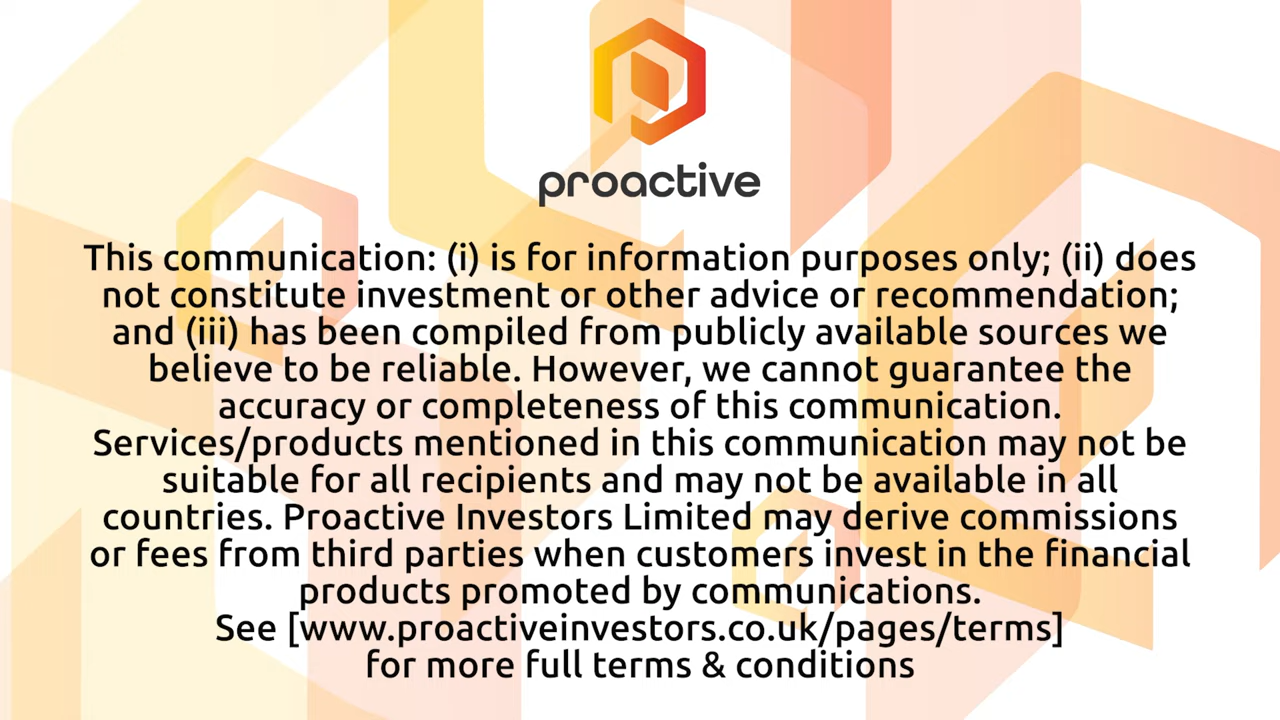 proactive
This communication: (i) is for information purposes only; (ii) does
not constitute investment or other advice or recommendation;
and (iii) has been compiled from publicly available sources we
believe to be reliable. However, we cannot guarantee the
accuracy or completeness of this communication.
Services/products mentioned in this communication may not be
suitable for all recipients and may not be available in all
countries. Proactive Investors Limited may derive commissions
or fees from third parties when customers invest in the financial
products promoted by communications.
See [www.proactiveinvestors.co.uk/pages/terms]
for more full terms & conditions